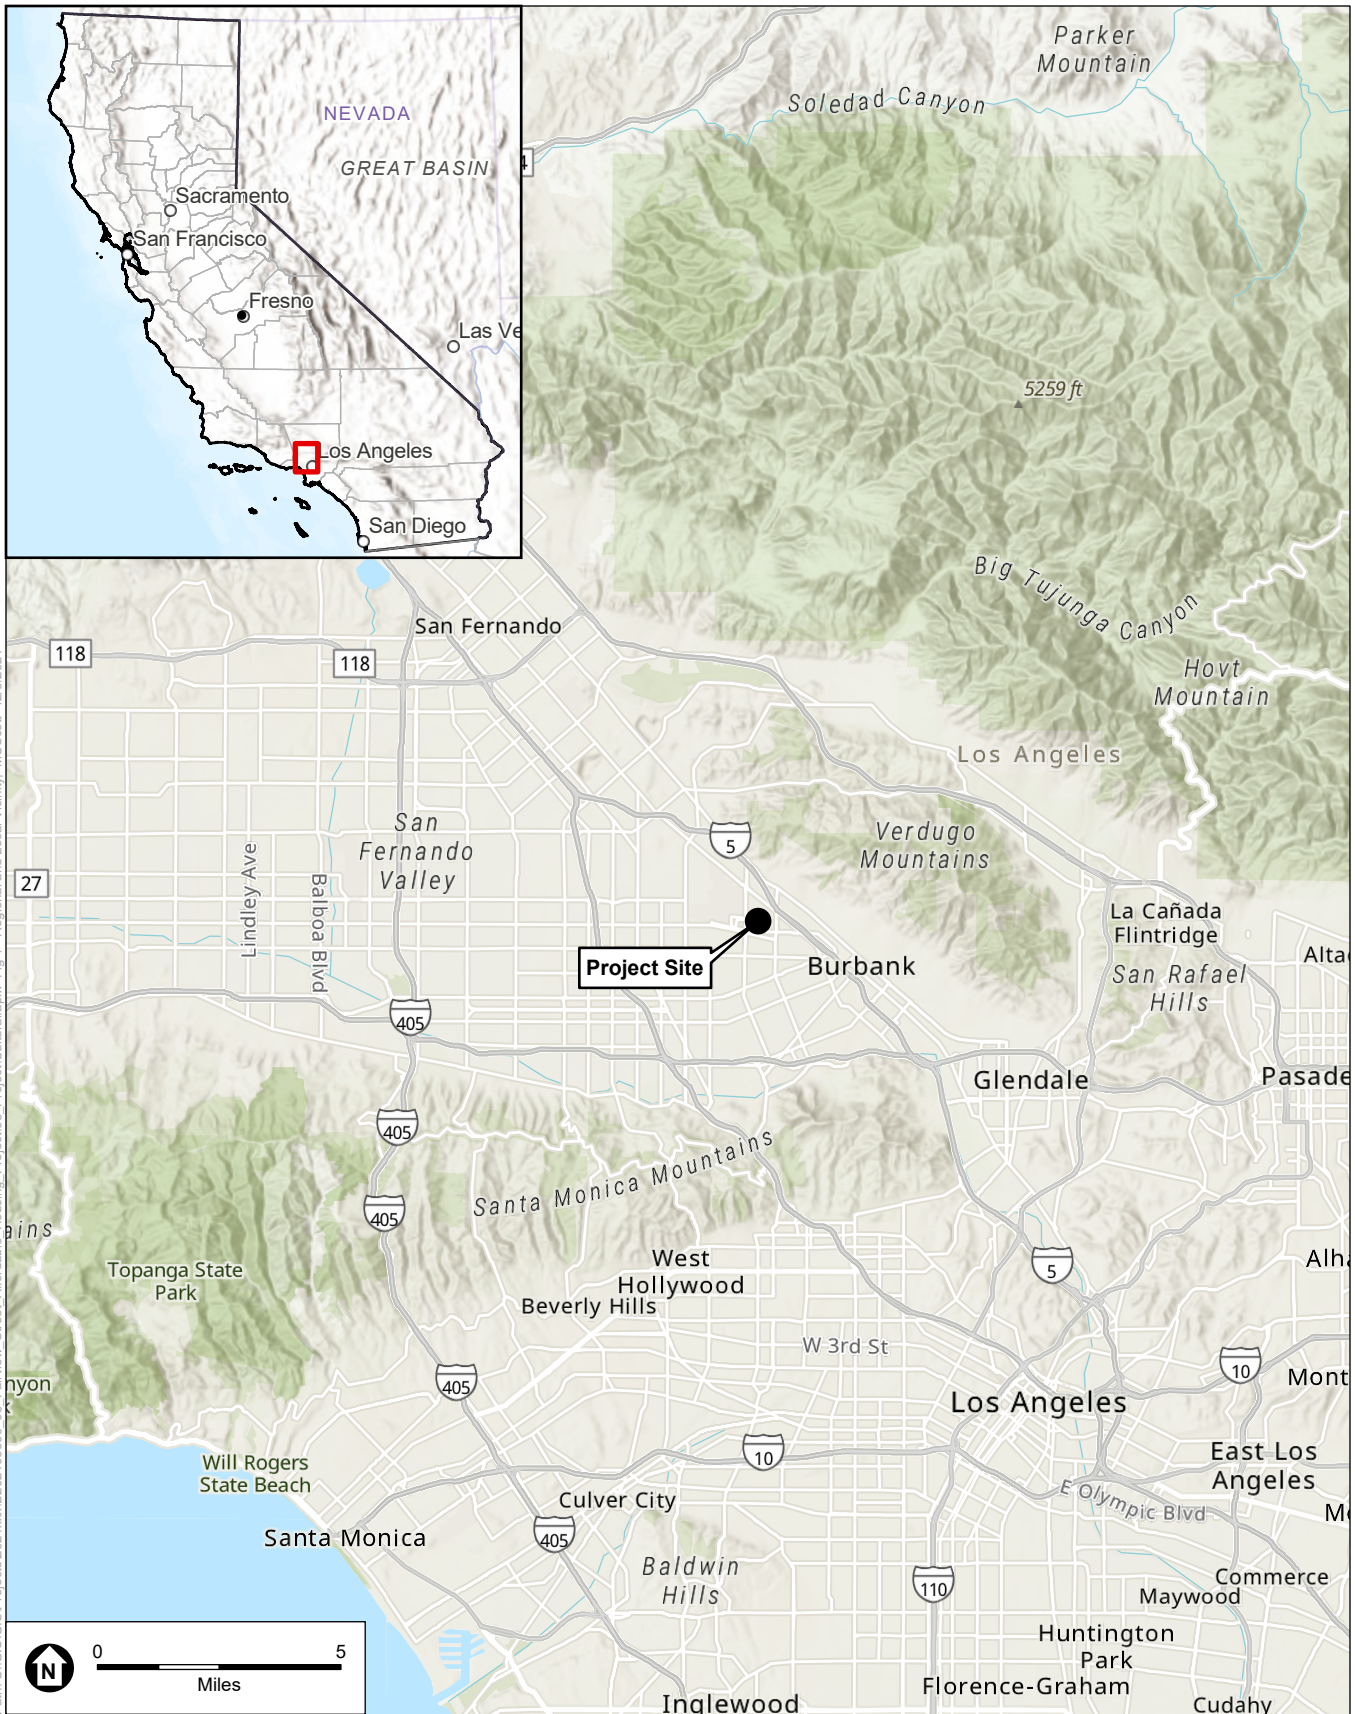 Parker
Mountain
Soledad Canyon
NEVADA
GREAT BASIN
4
Sacramento
San Francisco
Fresno
Las Ve
5259 ft
Los Angeles
San Diego
Big Tujunga Canyon
San Fernando
118
118
Hoyt
Mountain
Los Angeles
San
Fernando
Valley
5
Verdugo
Mountains
27
Lindley Ave
Balboa Blvd
La Cañada
Flintridge
Altad
Project Site
Burbank
San Rafael
Hills
405
Glendale
Pasade
405
Santa Monica Mountains
405
ains
Topanga State
Park
West
Hollywood
Beverly Hills
5
Alha
W 3rd St
10
nyon
405
Mont
Los Angeles
10
East Los
Angeles
Will Rogers
State Beach
Culver City
E Olympic Blvd
405
Santa Monica
Baldwin
Hills
110
Commerce
Maywood
Huntington
Park
Florence-Graham
Inglewood
Cudahy
N
0 5
Miles